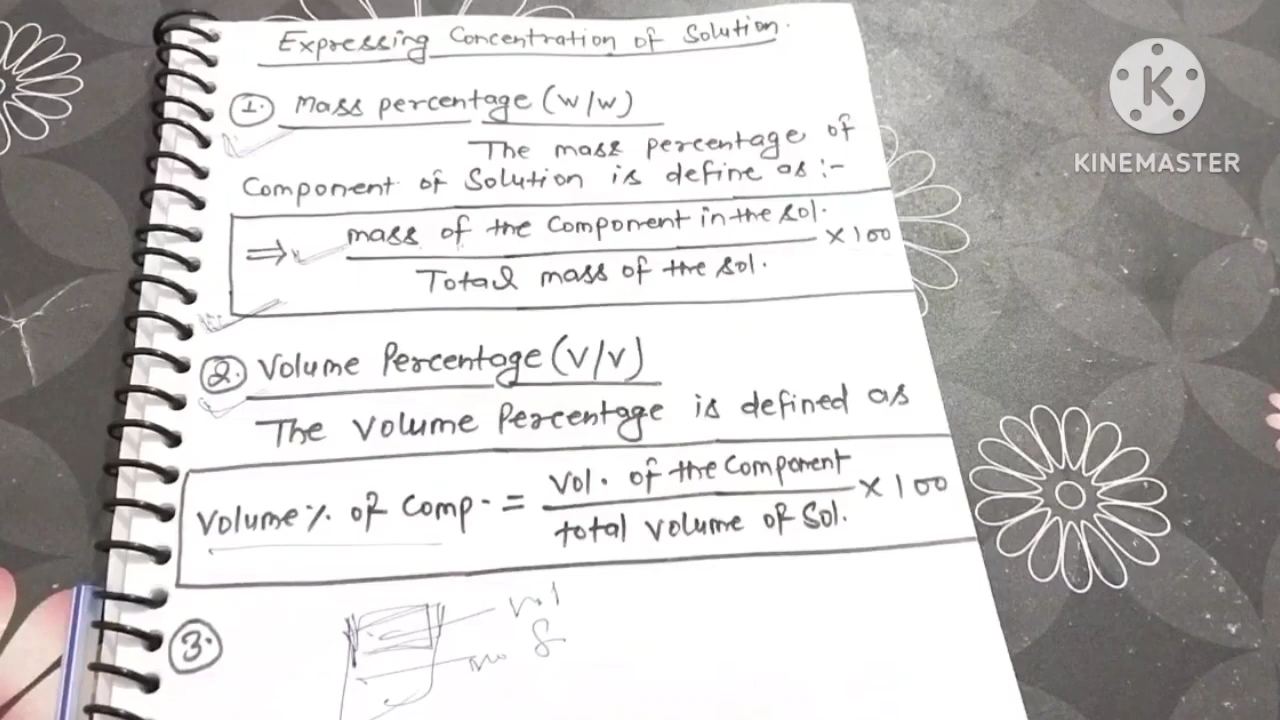 Expressing Concentration of Solution.
1. Mass percentage (w/w)
The mass percentage of
Component of Solution is define as :-
⇒ mass of the Component in the sol. × 100
Total mass of the sol.
2. Volume Percentage (V/V)
The Volume Percentage is defined as
Volume % of Comp. = Vol. of the Component × 100
total volume of Sol.
3.
K
KINEMASTER